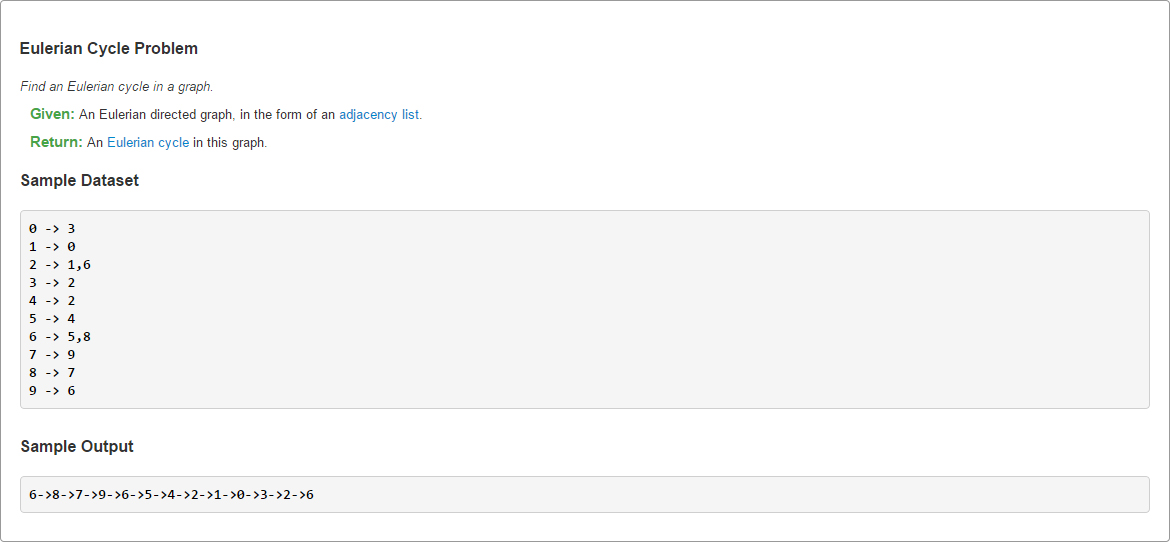 Eulerian Cycle Problem
Find an Eulerian cycle in a graph.
Given: An Eulerian directed graph, in the form of an adjacency list.
Return: An Eulerian cycle in this graph.
Sample Dataset
0 -> 3
1 -> 0
2 -> 1,6
3 -> 2
4 -> 2
5 -> 4
6 -> 5,8
7 -> 9
8 -> 7
9 -> 6
Sample Output
6->8->7->9->6->5->4->2->1->0->3->2->6